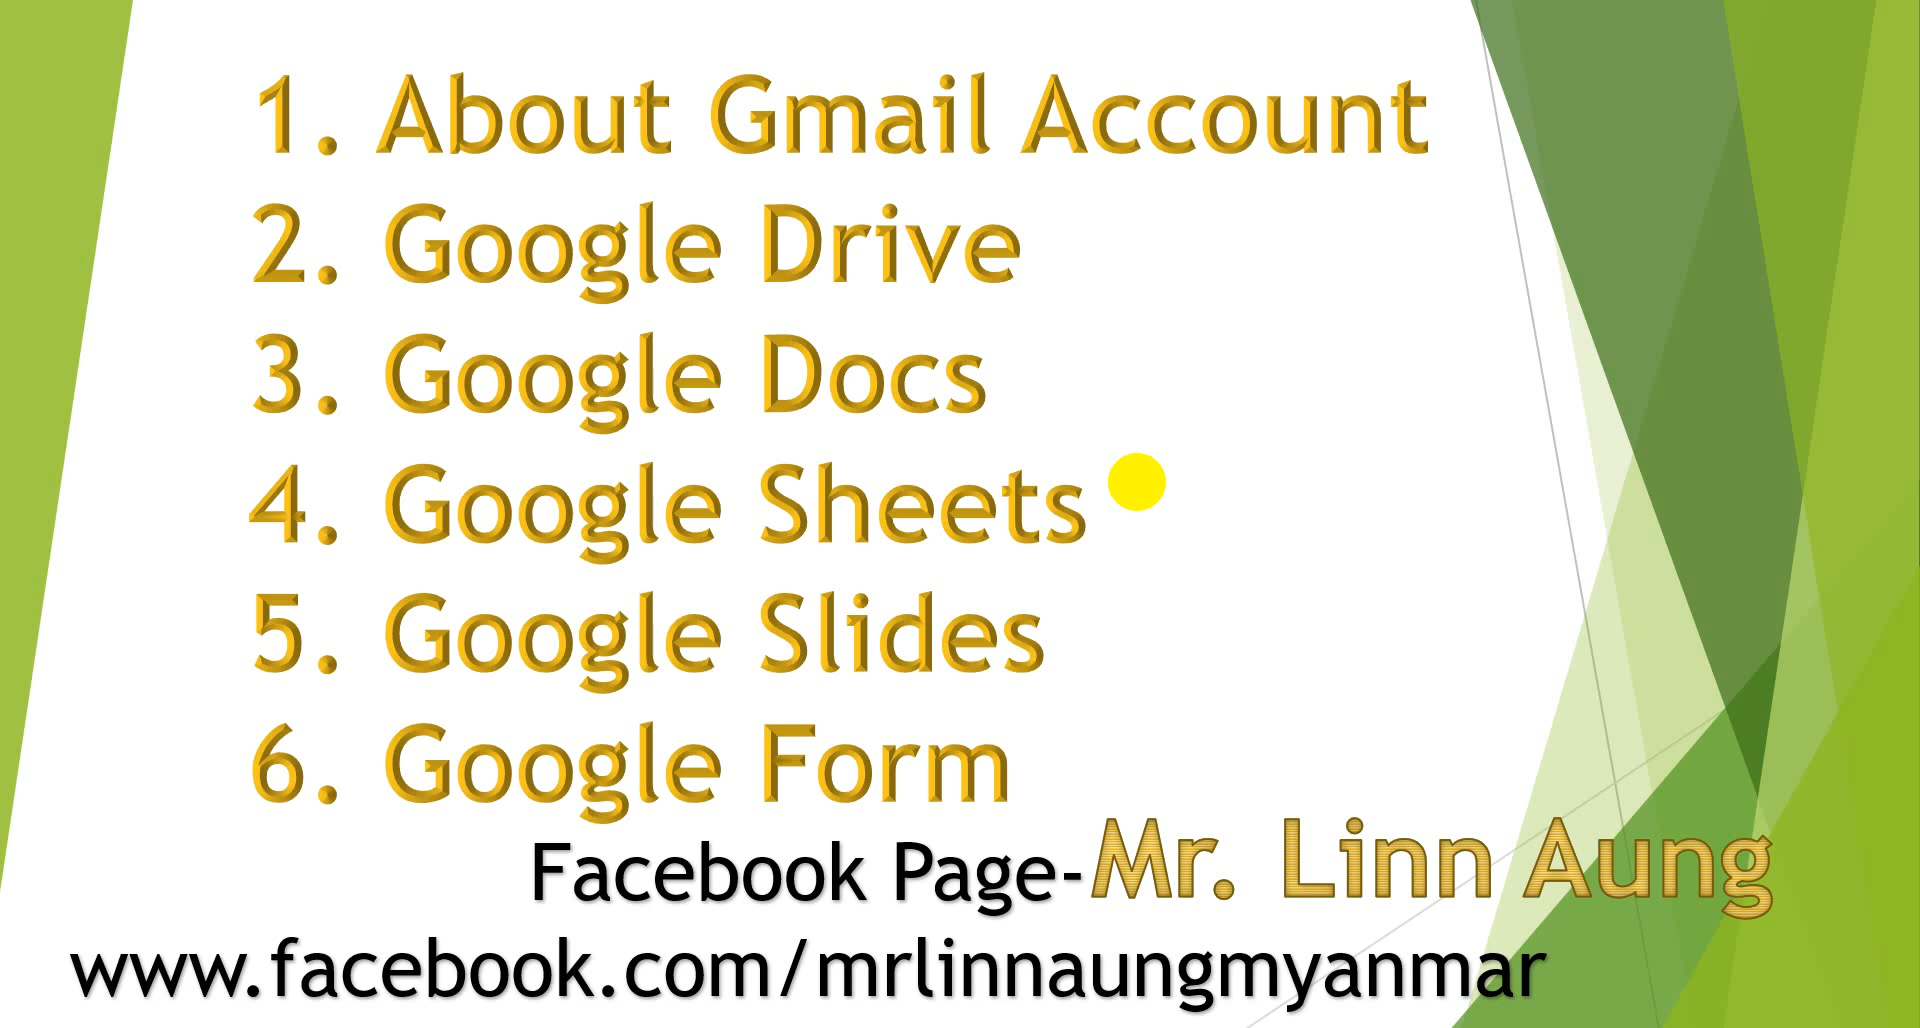 1. About Gmail Account
2. Google Drive
3. Google Docs
4. Google Sheets
5. Google Slides
6. Google Form
Facebook Page-Mr. Linn Aung
www.facebook.com/mrlinnaungmyanmar